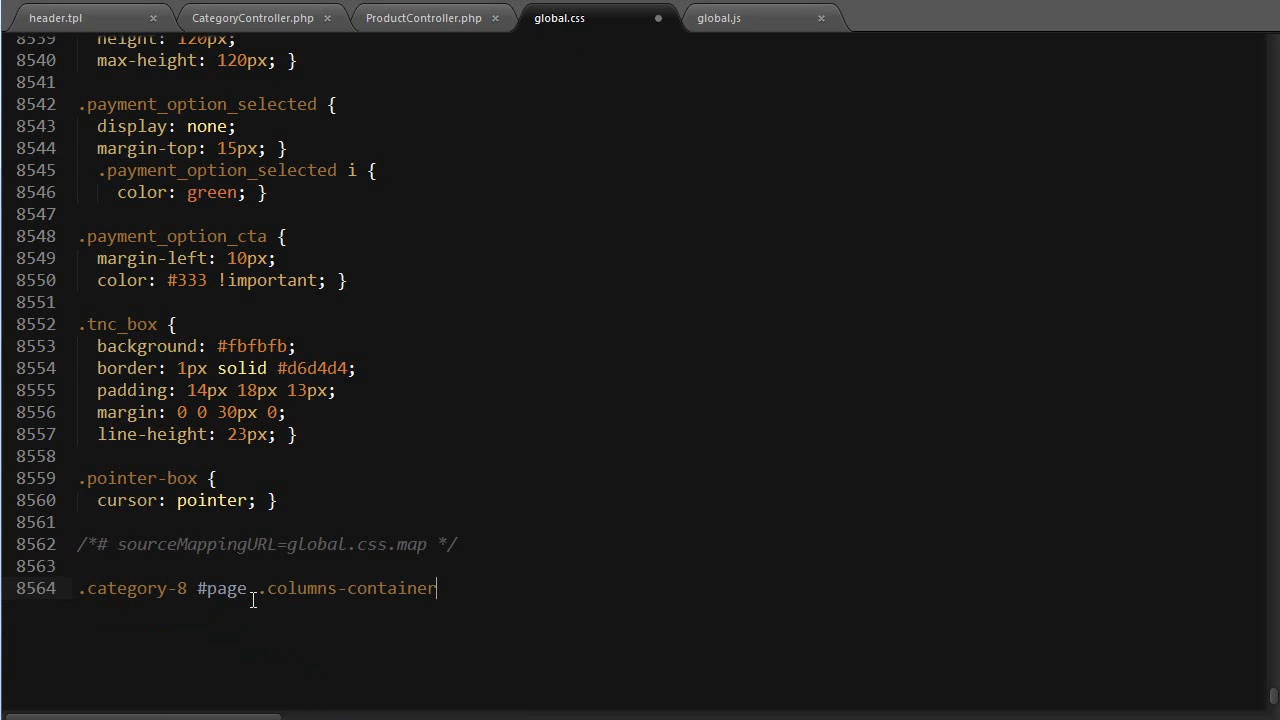 header.tpl × CategoryController.php × ProductController.php × global.css global.js ×
8539 height: 120px;
8540 max-height: 120px; }
8541
8542 .payment_option_selected {
8543 display: none;
8544 margin-top: 15px; }
8545 .payment_option_selected i {
8546 color: green; }
8547
8548 .payment_option_cta {
8549 margin-left: 10px;
8550 color: #333 !important; }
8551
8552 .tnc_box {
8553 background: #fbfbfb;
8554 border: 1px solid #d6d4d4;
8555 padding: 14px 18px 13px;
8556 margin: 0 0 30px 0;
8557 line-height: 23px; }
8558
8559 .pointer-box {
8560 cursor: pointer; }
8561
8562 /*# sourceMappingURL=global.css.map */
8563
8564 .category-8 #page .columns-container